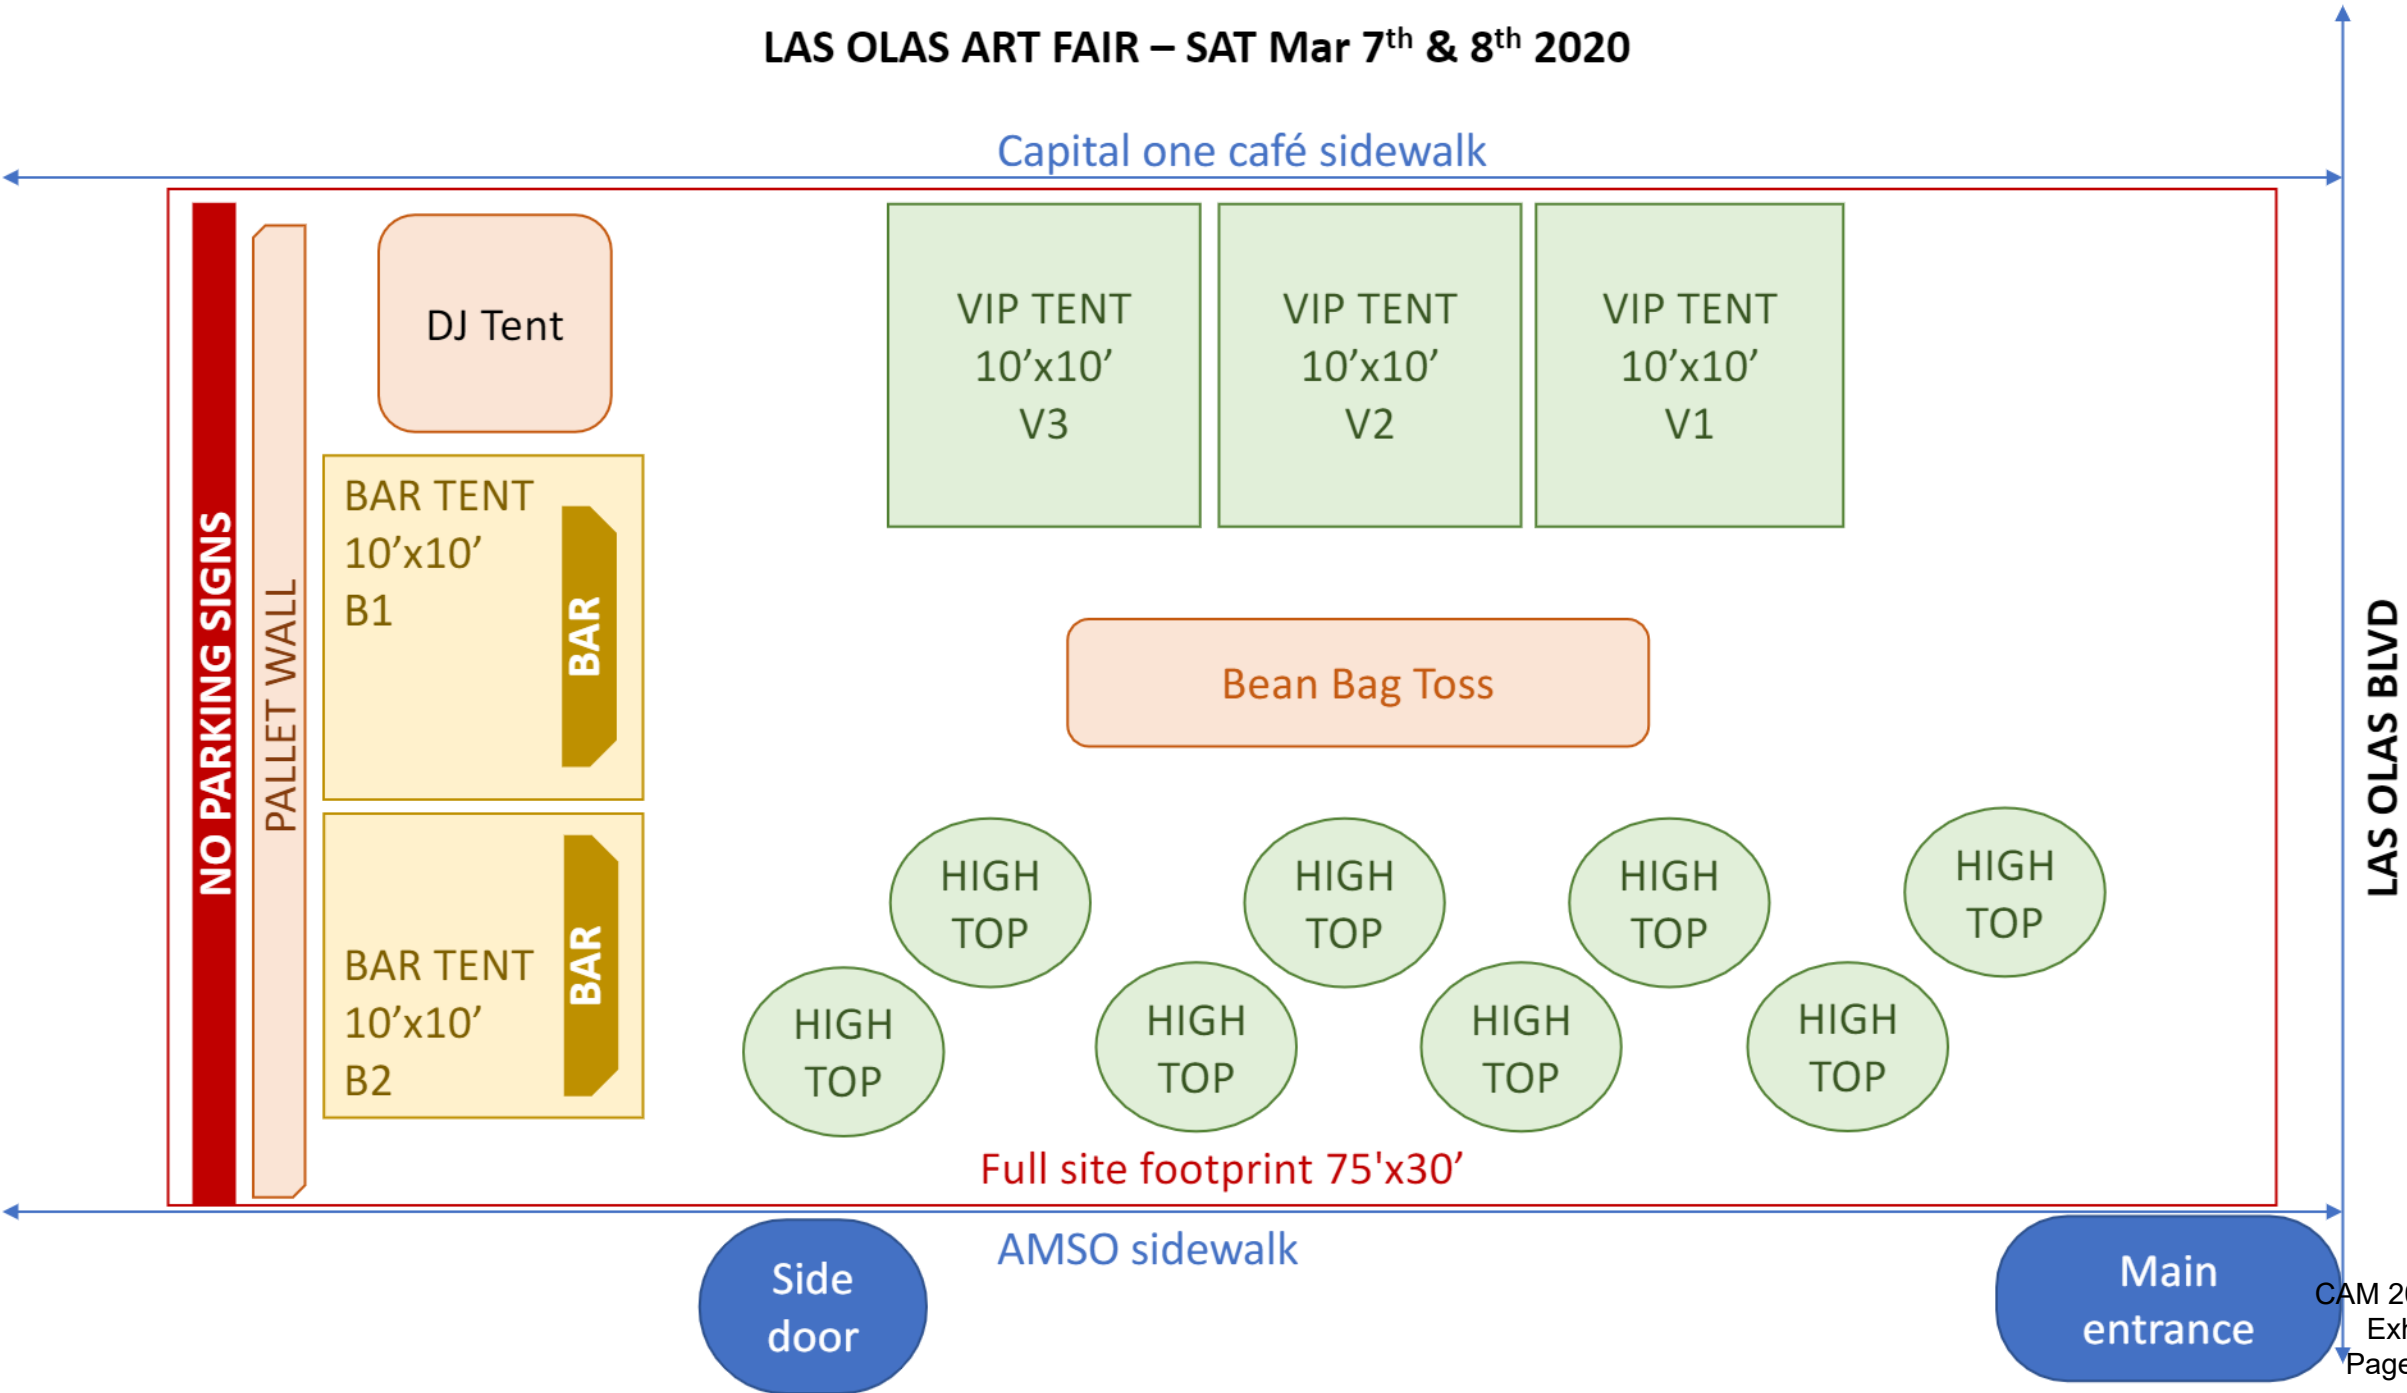 LAS OLAS ART FAIR – SAT Mar 7th & 8th 2020
Capital one café sidewalk
NO PARKING SIGNS
PALLET WALL
DJ Tent
VIP TENT
10’x10’
V3
VIP TENT
10’x10’
V2
VIP TENT
10’x10’
V1
BAR TENT
10’x10’
B1
BAR
Bean Bag Toss
LAS OLAS BLVD
BAR TENT
10’x10’
B2
BAR
HIGH
TOP
HIGH
TOP
HIGH
TOP
HIGH
TOP
HIGH
TOP
HIGH
TOP
HIGH
TOP
HIGH
TOP
Full site footprint 75'x30’
AMSO sidewalk
Side
door
Main
entrance
CAM
Page